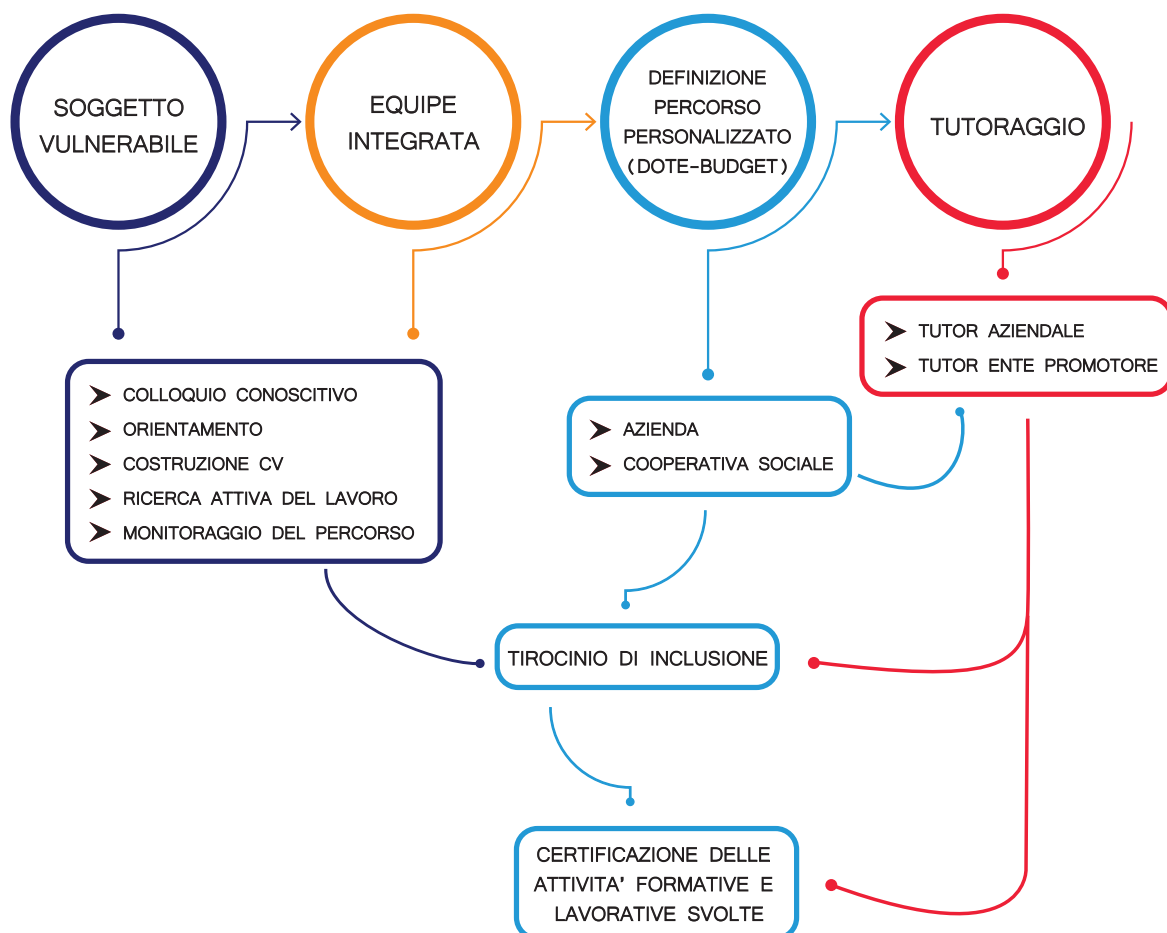 SOGGETTO
VULNERABILE
EQUIPE
INTEGRATA
DEFINIZIONE
PERCORSO
PERSONALIZZATO
(DOTE-BUDGET)
TUTORAGGIO
TUTOR AZIENDALE
TUTOR ENTE PROMOTORE
COLLOQUIO CONOSCITIVO
ORIENTAMENTO
COSTRUZIONE CV
RICERCA ATTIVA DEL LAVORO
MONITORAGGIO DEL PERCORSO
AZIENDA
COOPERATIVA SOCIALE
TIROCINIO DI INCLUSIONE
CERTIFICAZIONE DELLE
ATTIVITA' FORMATIVE E
LAVORATIVE SVOLTE